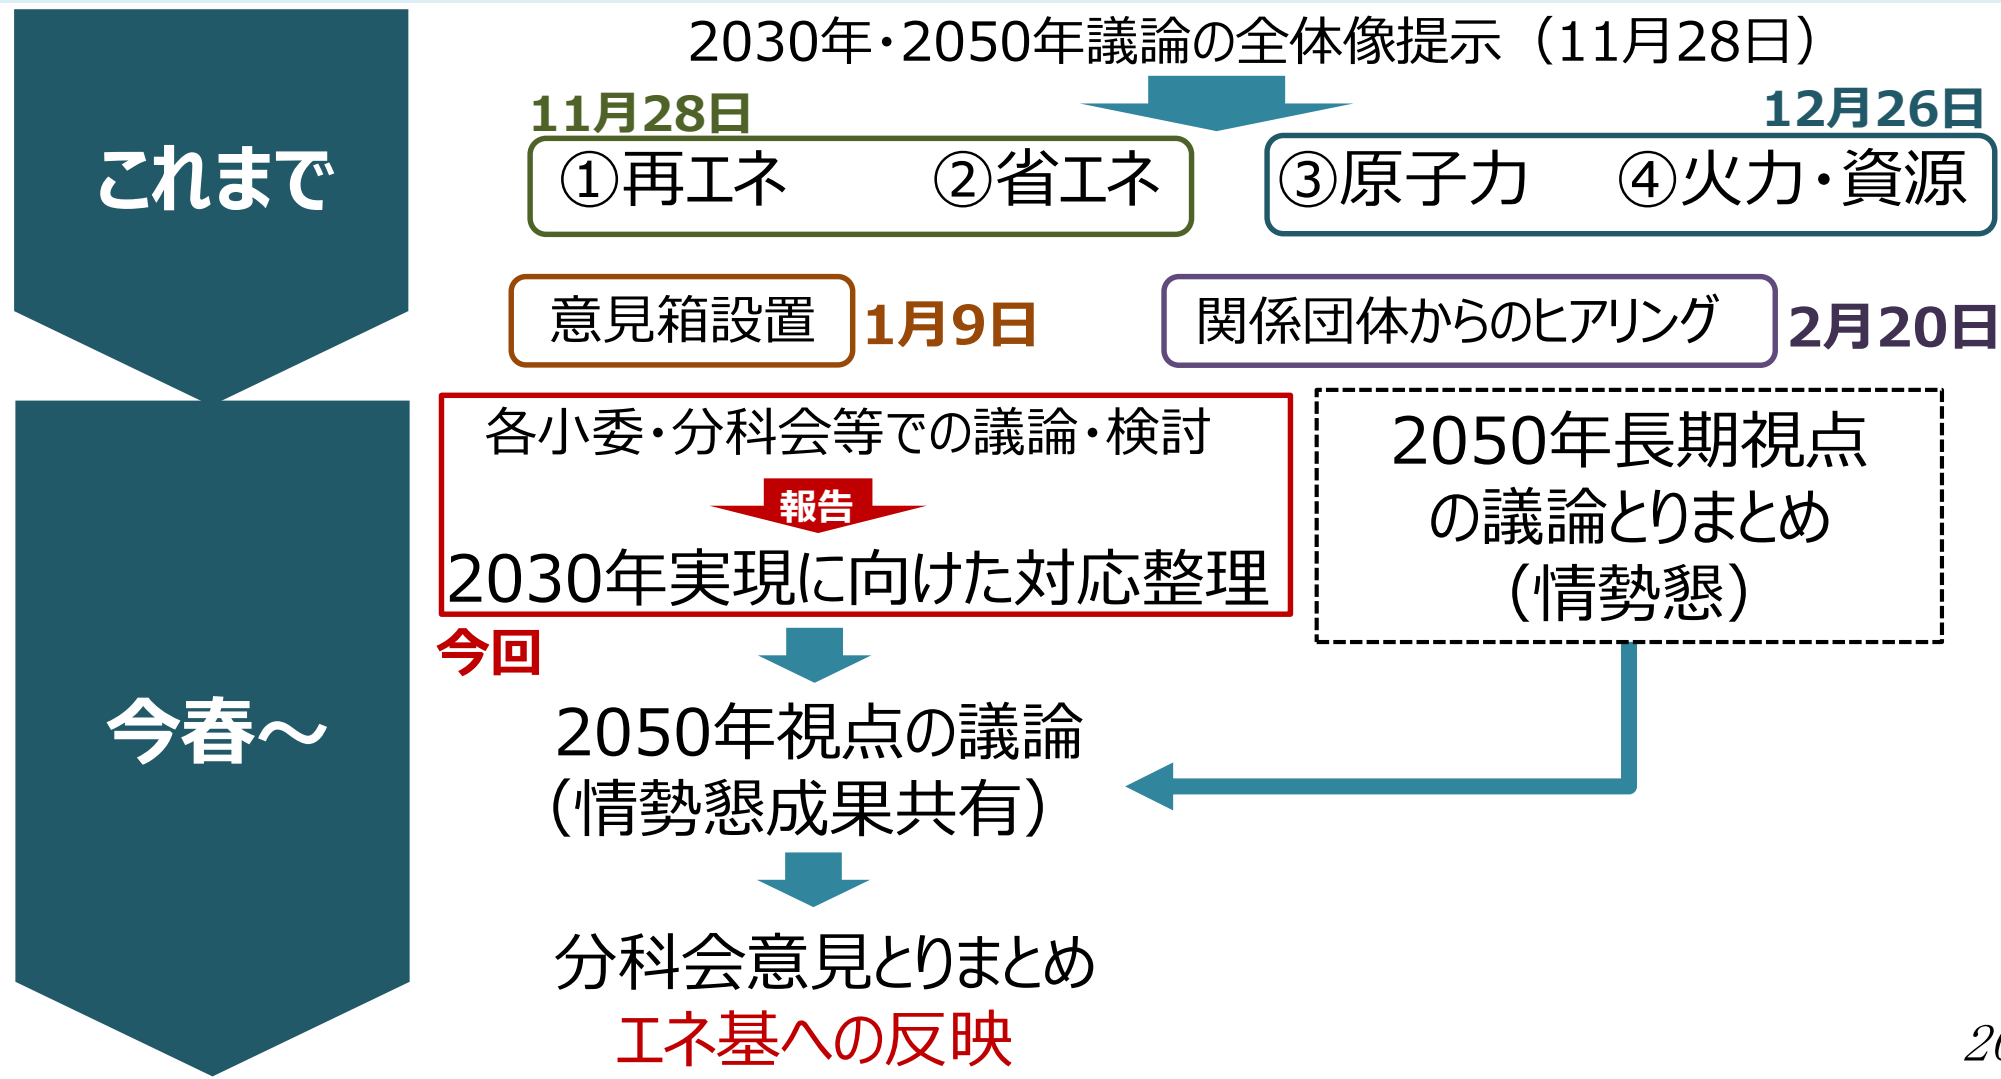 これまで
2030年・2050年議論の全体像提示（11月28日）
11月28日
12月26日
①再エネ ②省エネ
③原子力 ④火力・資源
意見箱設置
1月9日
関係団体からのヒアリング
2月20日
今春～
各小委・分科会等での議論・検討
報告
2030年実現に向けた対応整理
今回
2050年長期視点
の議論とりまとめ
（情勢懇）
2050年視点の議論
（情勢懇成果共有）
分科会意見とりまとめ
エネ基への反映